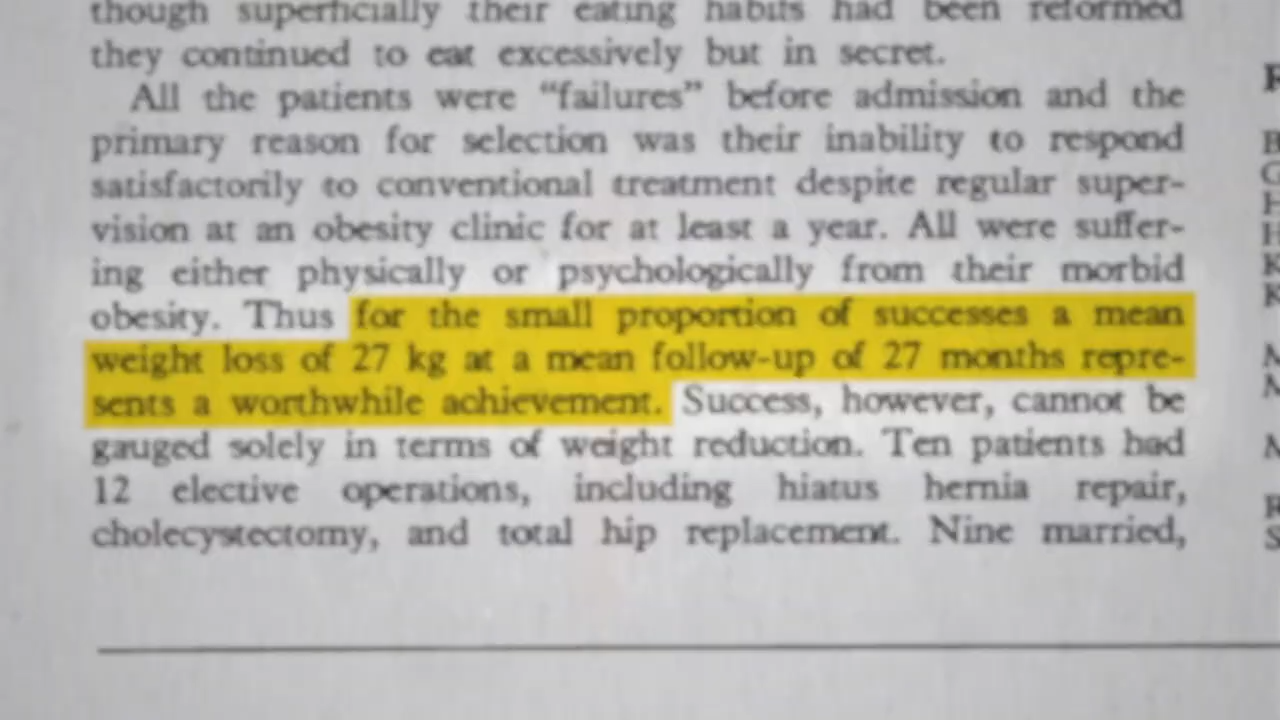 though superficially their eating habits had been reformed
they continued to eat excessively but in secret.
All the patients were “failures” before admission and the
primary reason for selection was their inability to respond
satisfactorily to conventional treatment despite regular super-
vision at an obesity clinic for at least a year. All were suffer-
ing either physically or psychologically from their morbid
obesity. Thus for the small proportion of successes a mean
weight loss of 27 kg at a mean follow-up of 27 months repre-
sents a worthwhile achievement. Success, however, cannot be
gauged solely in terms of weight reduction. Ten patients had
12 elective operations, including hiatus hernia repair,
cholecystectomy, and total hip replacement. Nine married,